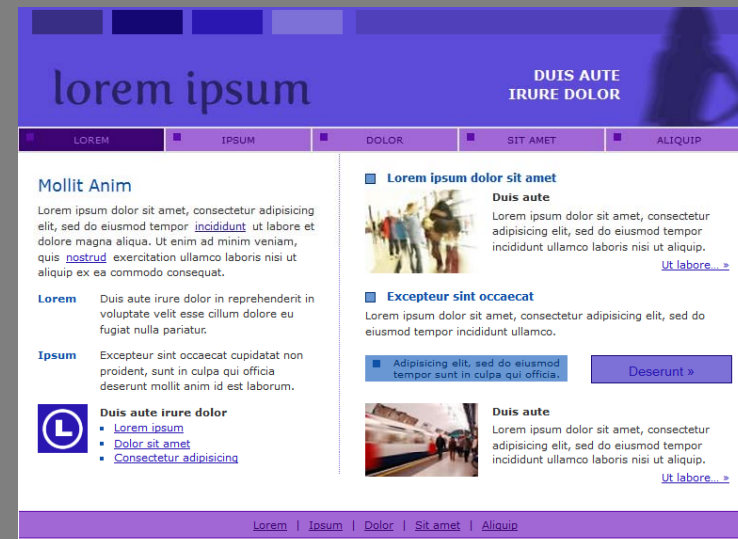 lorem ipsum
DUIS AUTE
IRURE DOLOR
LOREM
IPSUM
DOLOR
SIT AMET
ALIQUIP
Mollit Anim
Lorem ipsum dolor sit amet, consectetur adipisicing
elit, sed do eiusmod tempor incididunt ut labore et
dolore magna aliqua. Ut enim ad minim veniam,
quis nostrud exercitation ullamco laboris nisi ut
aliquip ex ea commodo consequat.
Lorem
Duis aute irure dolor in reprehenderit in
voluptate velit esse cillum dolore eu
fugiat nulla pariatur.
Ipsum
Excepteur sint occaecat cupidatat non
proident, sunt in culpa qui officia
deserunt mollit anim id est laborum.
Duis aute irure dolor
Lorem ipsum
Dolor sit amet
Consectetur adipisicing
Lorem ipsum dolor sit amet
Duis aute
Lorem ipsum dolor sit amet, consectetur
adipisicing elit, sed do eiusmod tempor
incididunt ullamco laboris nisi ut aliquip.
Ut labore... »
Excepteur sint occaecat
Lorem ipsum dolor sit amet, consectetur adipisicing elit, sed do
eiusmod tempor incididunt ullamco.
Adipisicing elit, sed do eiusmod
tempor sunt in culpa qui officia.
Deserunt »
Duis aute
Lorem ipsum dolor sit amet, consectetur
adipisicing elit, sed do eiusmod tempor
incididunt ullamco laboris nisi ut aliquip.
Ut labore... »
Lorem | Ipsum | Dolor | Sit amet | Aliquip